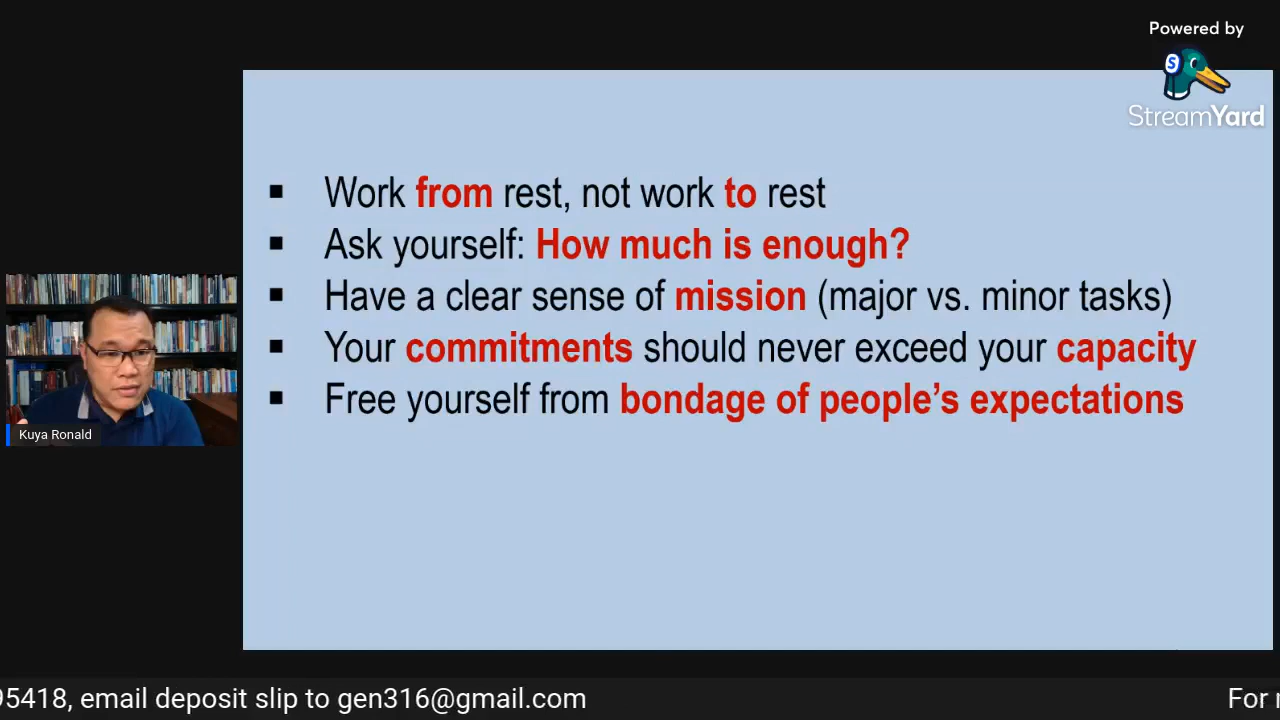 Powered by
StreamYard
▪ Work from rest, not work to rest
▪ Ask yourself: How much is enough?
▪ Have a clear sense of mission (major vs. minor tasks)
▪ Your commitments should never exceed your capacity
▪ Free yourself from bondage of people’s expectations
Kuya Ronald
95418, email deposit slip to gen316@gmail.com
For